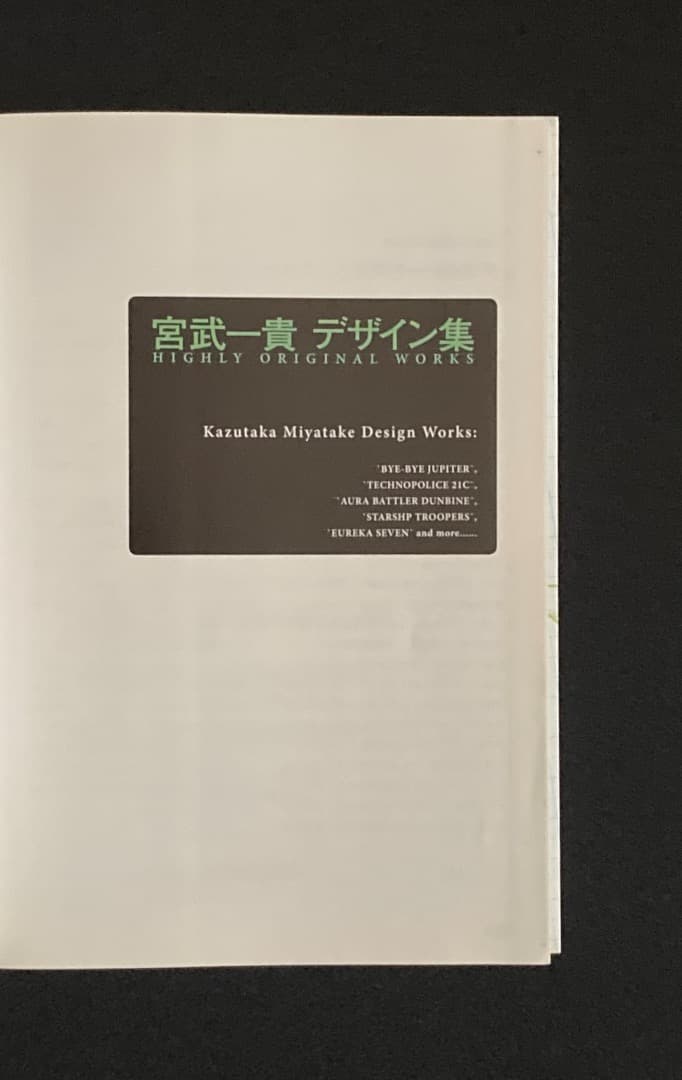 宮武一貴 デザイン集
HIGHLY ORIGINAL WORKS
Kazutaka Miyatake Design Works:
`BYE-BYE JUPITER´,
`TECHNOPOLICE 21C´,
`AURA BATTLER DUNBINE´,
`STARSHP TROOPERS´,
`EUREKA SEVEN´ and more......